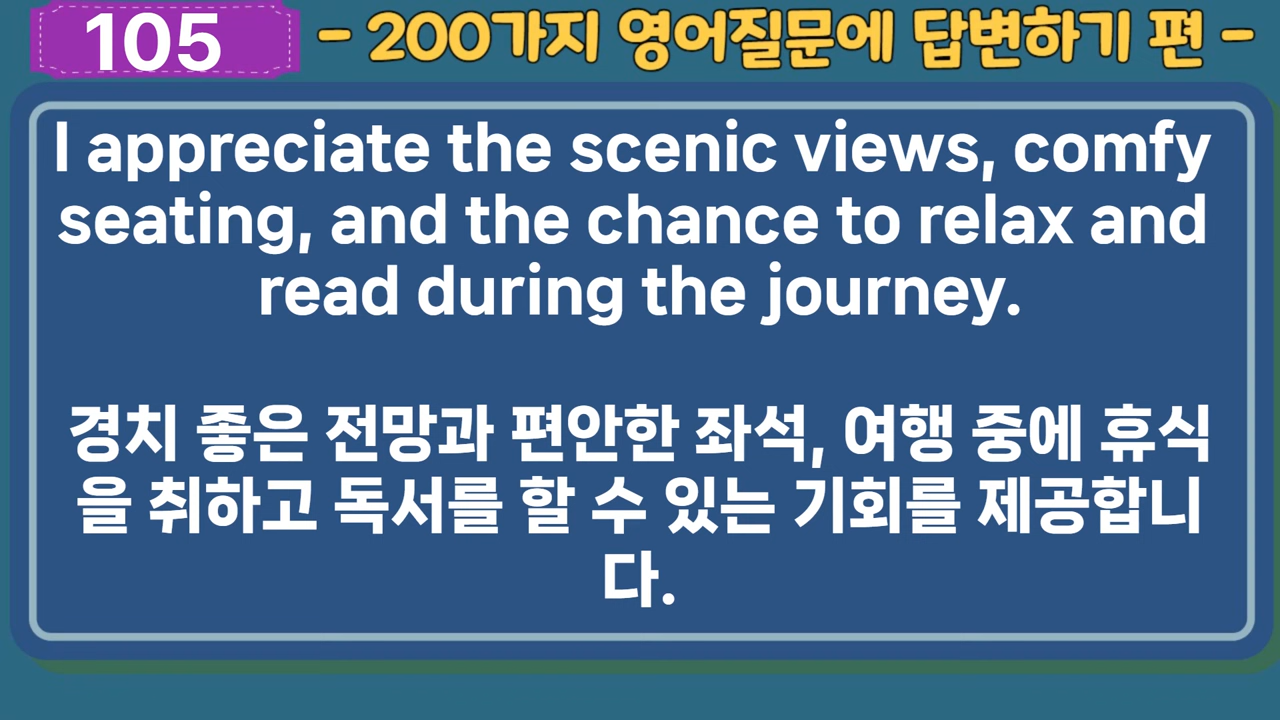 105
- 200가지 영어질문에 답변하기 편 -
I appreciate the scenic views, comfy
seating, and the chance to relax and
read during the journey.
경치 좋은 전망과 편안한 좌석, 여행 중에 휴식
을 취하고 독서를 할 수 있는 기회를 제공합니
다.